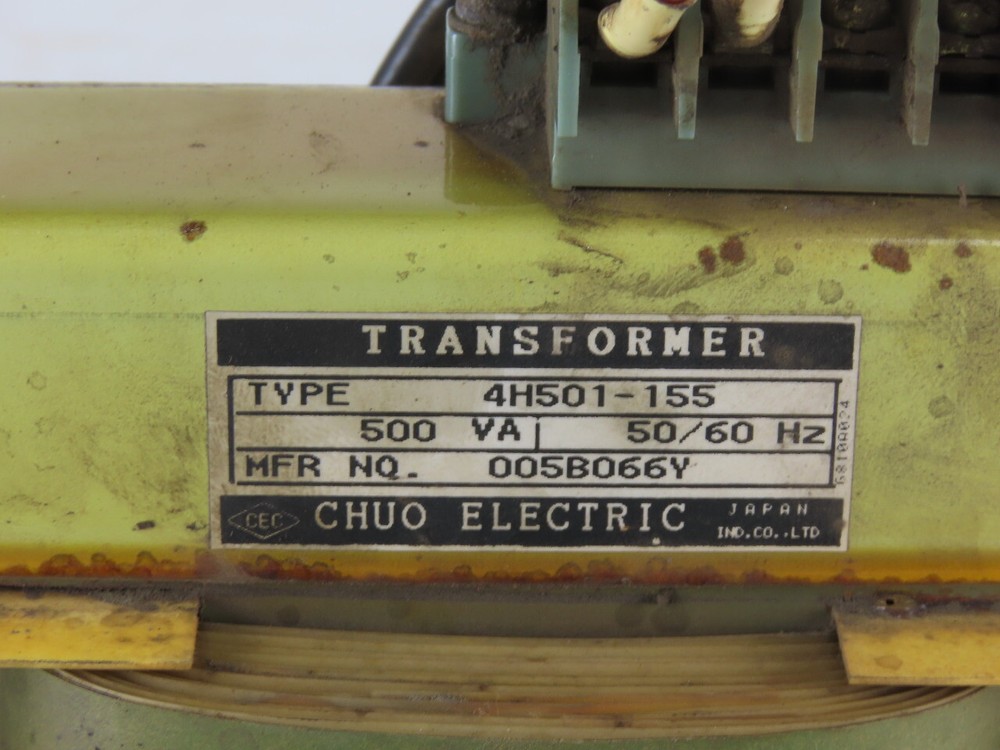 TRANSFORMER
TYPE 4H501-155
500 VA 50/60 Hz
MFR NO. 005B066Y
6810A024
CEC CHUO ELECTRIC JAPAN
IND.CO.,LTD